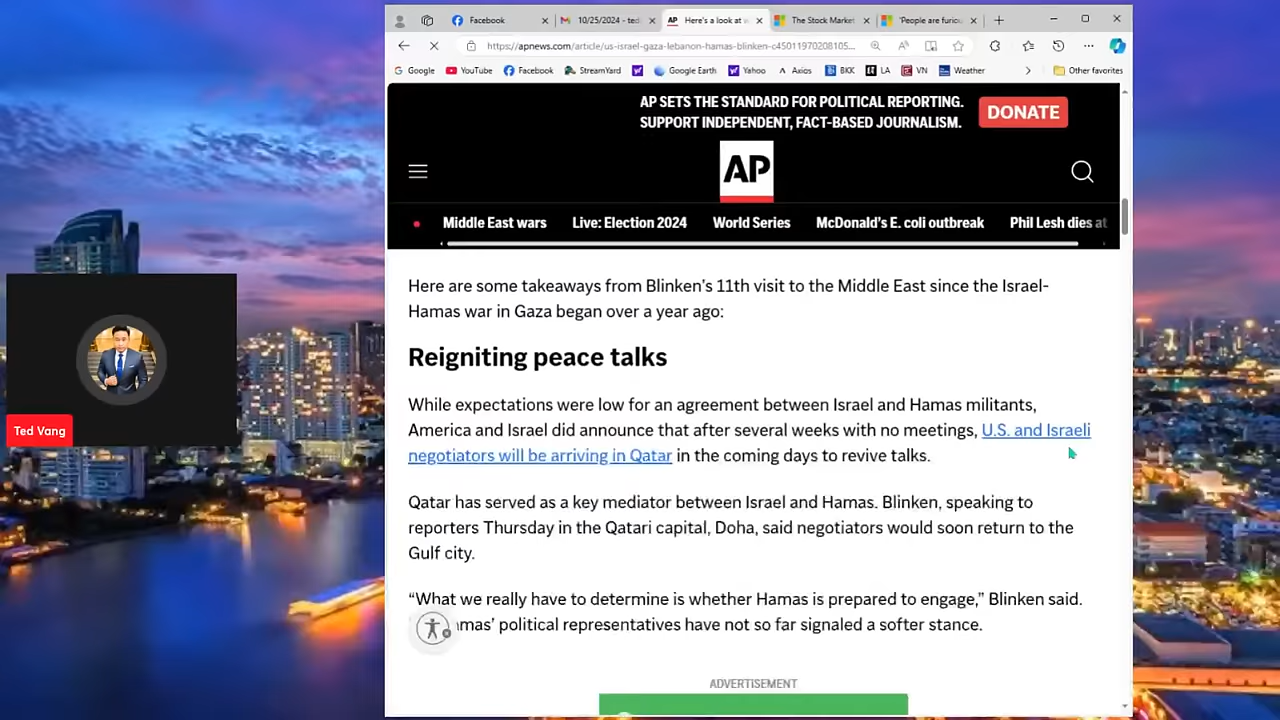 Facebook
10/25/2024 - ted
Here's a look at w
The Stock Market
'People are furiou
https://apnews.com/article/us-israel-gaza-lebanon-hamas-blinken-c45011970208105...
Google
YouTube
Facebook
StreamYard
Google Earth
Yahoo
Axios
BKK
LA
VN
Weather
Other favorites
AP SETS THE STANDARD FOR POLITICAL REPORTING.
SUPPORT INDEPENDENT, FACT-BASED JOURNALISM.
DONATE
AP
Middle East wars
Live: Election 2024
World Series
McDonald's E. coli outbreak
Phil Lesh dies at
Here are some takeaways from Blinken's 11th visit to the Middle East since the Israel-
Hamas war in Gaza began over a year ago:
Reigniting peace talks
While expectations were low for an agreement between Israel and Hamas militants,
America and Israel did announce that after several weeks with no meetings, U.S. and Israeli
negotiators will be arriving in Qatar in the coming days to revive talks.
Qatar has served as a key mediator between Israel and Hamas. Blinken, speaking to
reporters Thursday in the Qatari capital, Doha, said negotiators would soon return to the
Gulf city.
“What we really have to determine is whether Hamas is prepared to engage,” Blinken said.
mas' political representatives have not so far signaled a softer stance.
ADVERTISEMENT
Ted Vang